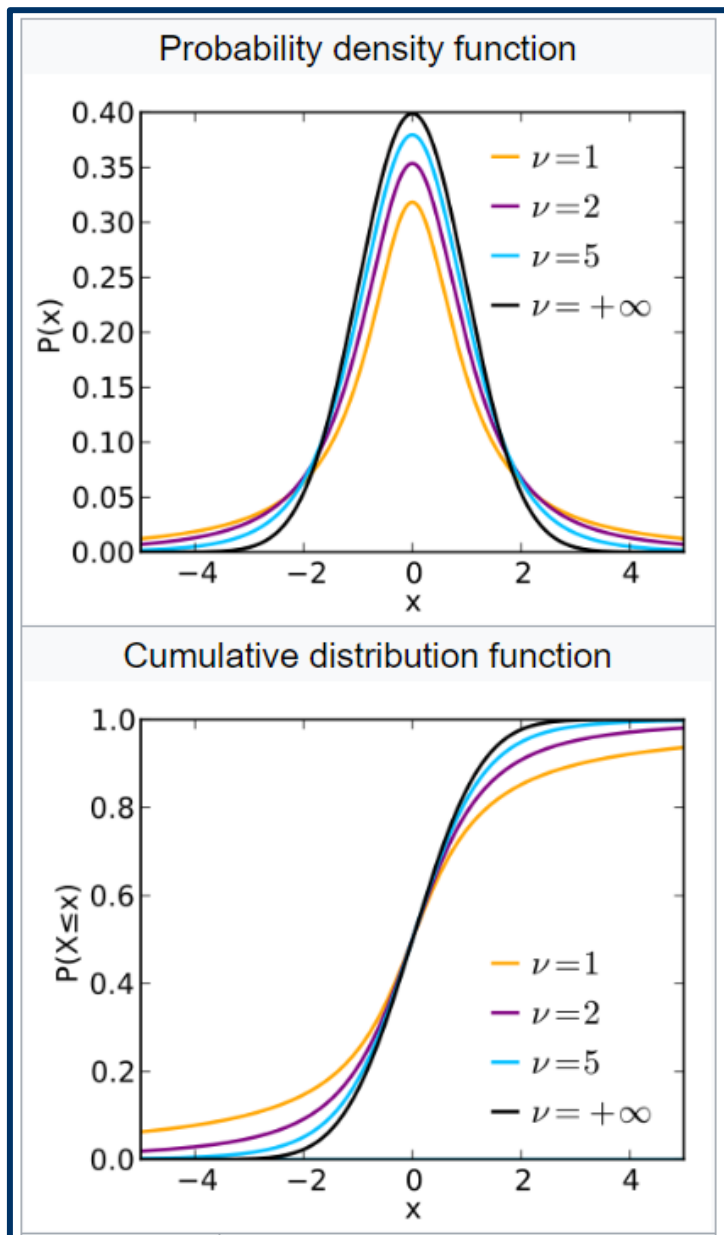 Probability density function
0.40
0.35
0.30
0.25
0.20
0.15
0.10
0.05
0.00
P(x)
ν=1
ν=2
ν=5
ν=+∞
−4 −2 0 2 4
x
Cumulative distribution function
1.0
0.8
0.6
0.4
0.2
0.0
P(X≤x)
ν=1
ν=2
ν=5
ν=+∞
−4 −2 0 2 4
x